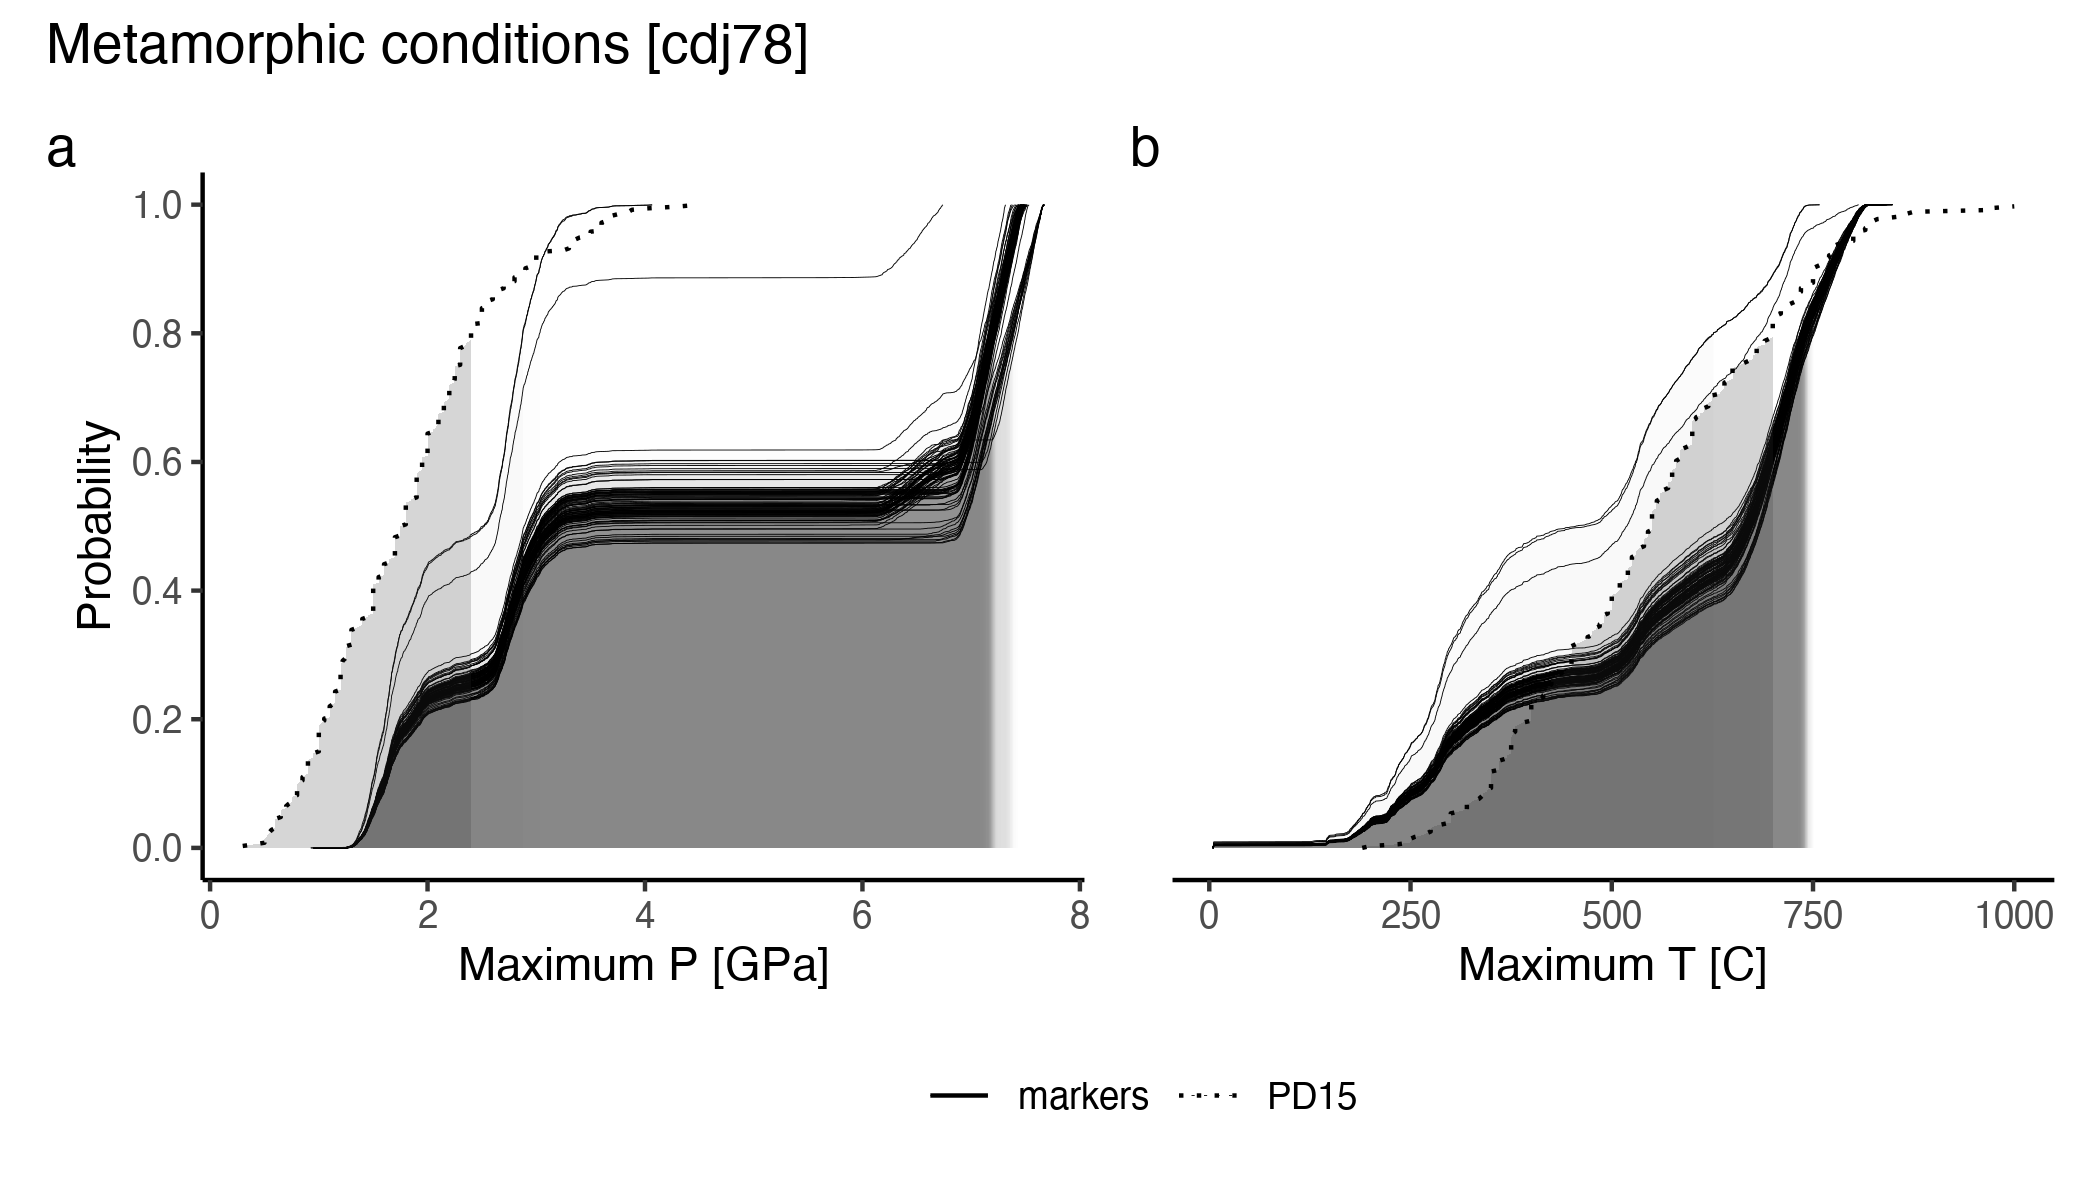 Metamorphic conditions [cdj78]
a
b
Probability
1.0
0.8
0.6
0.4
0.2
0.0
0 2 4 6 8
0 250 500 750 1000
Maximum P [GPa]
Maximum T [C]
markers PD15